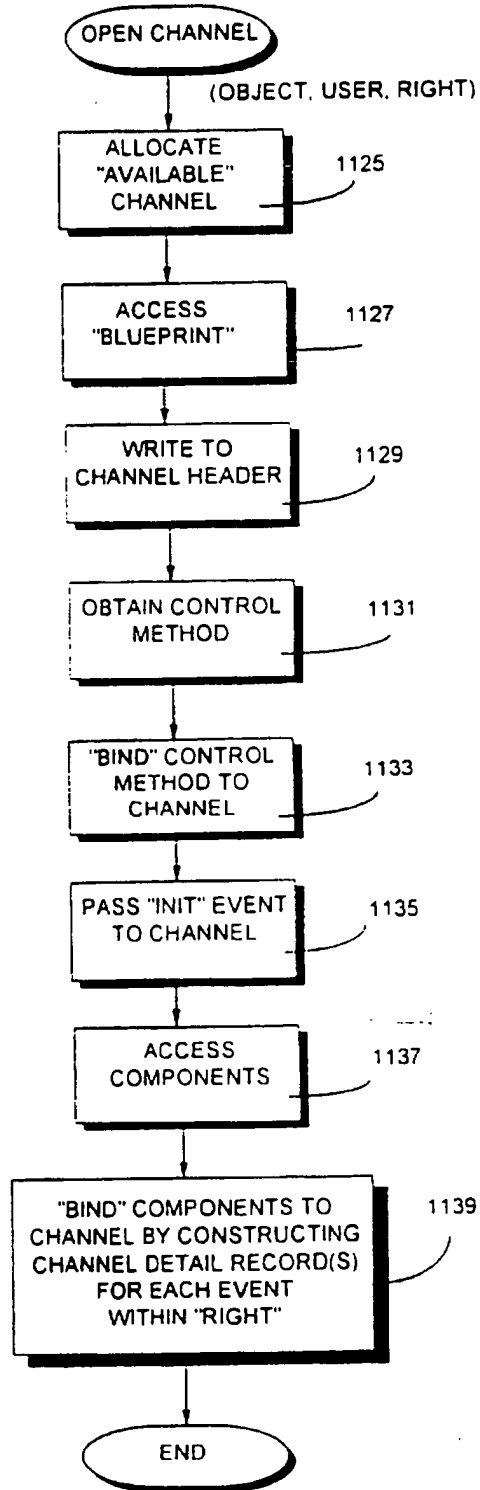 OPEN CHANNEL
(OBJECT, USER, RIGHT)
ALLOCATE
"AVAILABLE"
CHANNEL
1125
ACCESS
"BLUEPRINT"
1127
WRITE TO
CHANNEL HEADER
1129
OBTAIN CONTROL
METHOD
1131
"BIND" CONTROL
METHOD TO
CHANNEL
1133
PASS "INIT" EVENT
TO CHANNEL
1135
ACCESS
COMPONENTS
1137
"BIND" COMPONENTS TO
CHANNEL BY CONSTRUCTING
CHANNEL DETAIL RECORD(S)
FOR EACH EVENT
WITHIN "RIGHT"
1139
END